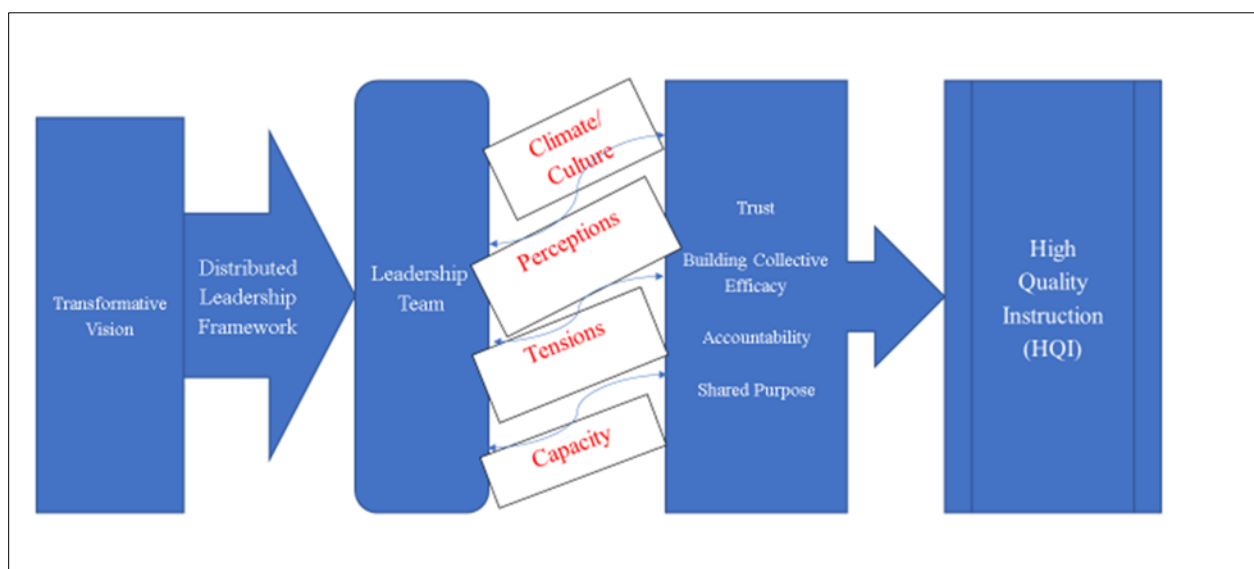 Transformative
Vision
Distributed
Leadership
Framework
Leadership
Team
Climate/
Culture
Perceptions
Tensions
Capacity
Trust
Building Collective
Efficacy
Accountability
Shared Purpose
High
Quality
Instruction
(HQI)